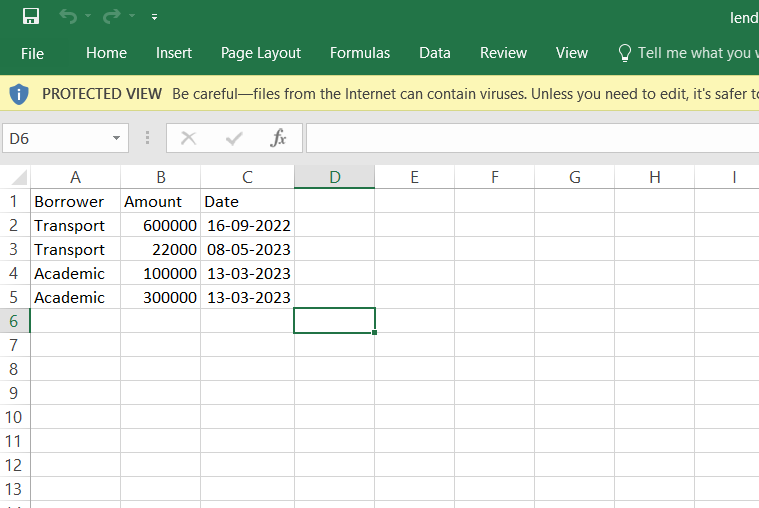 lend
File Home Insert Page Layout Formulas Data Review View Tell me what you
PROTECTED VIEW Be careful—files from the Internet can contain viruses. Unless you need to edit, it's safer
D6 fx
A B C D E F G H I
1 Borrower Amount Date
2 Transport 600000 16-09-2022
3 Transport 22000 08-05-2023
4 Academic 100000 13-03-2023
5 Academic 300000 13-03-2023
6
7
8
9
10
11
12
13